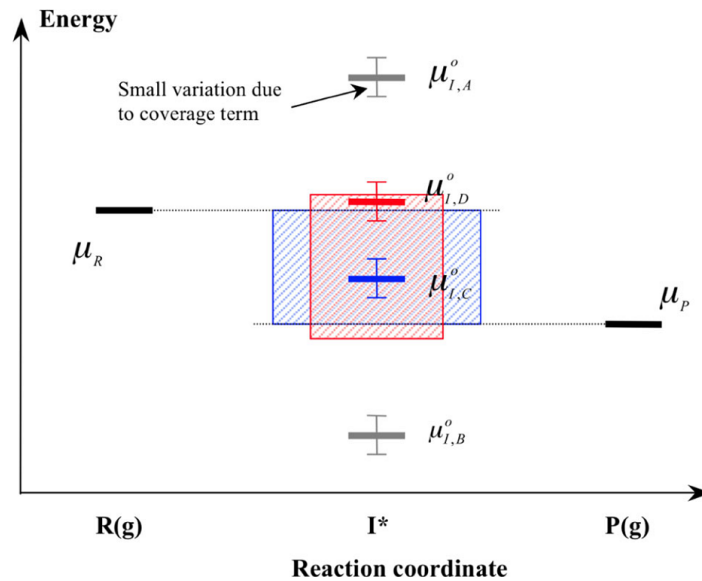 Energy
μ°I,A
Small variation due
to coverage term
μ°I,D
μR
μ°I,C
μP
μ°I,B
R(g) I* P(g)
Reaction coordinate